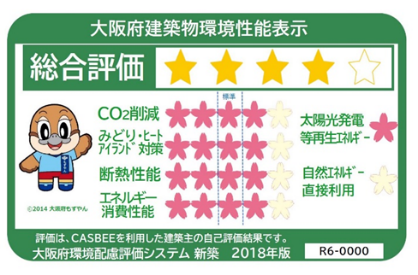 大阪府建築物環境性能表示
総合評価
標準
CO2削減
みどり・ヒート
アイランド対策
断熱性能
エネルギー
消費性能
太陽光発電
等再生エネルギー
自然エネルギー
直接利用
©2014 大阪府もずやん
評価は、CASBEEを利用した建築主の自己評価結果です。
大阪府環境配慮評価システム 新築 2018年版
R6-0000